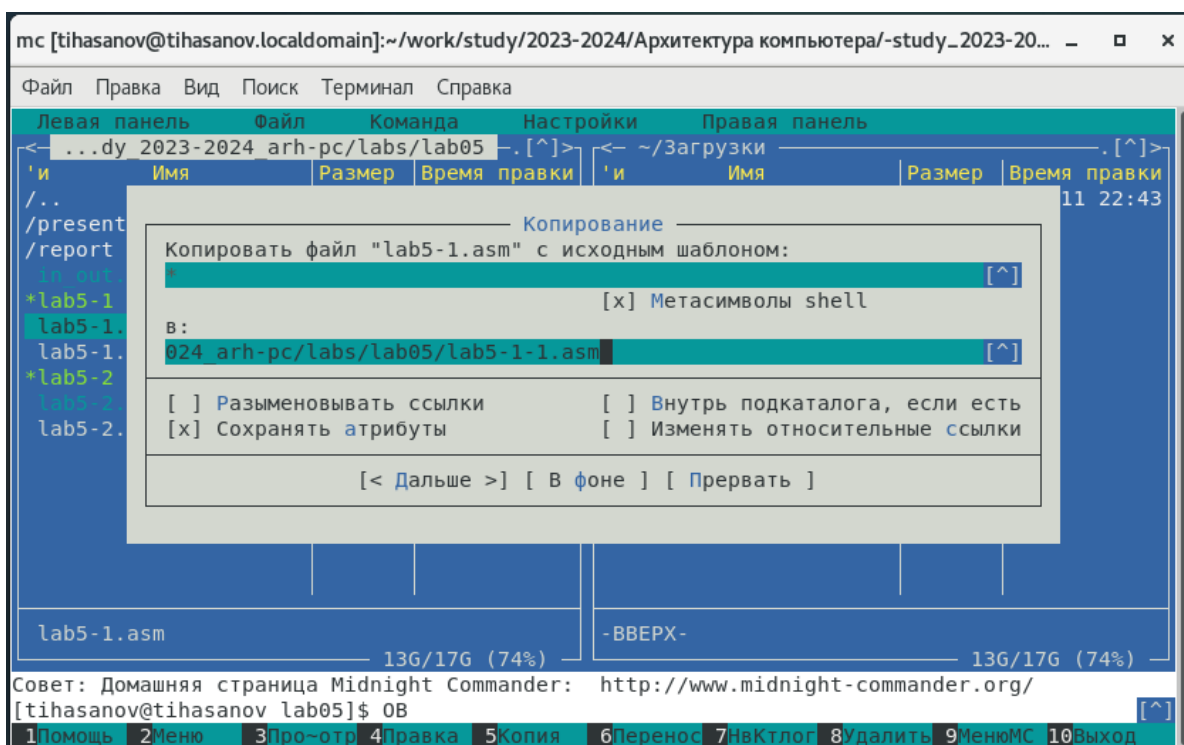 mc [tihasanov@tihasanov.localdomain]:~/work/study/2023-2024/Архитектура компьютера/-study_2023-20...
Файл Правка Вид Поиск Терминал Справка
Левая панель Файл Команда Настройки Правая панель
<— ...dy_2023-2024_arh-pc/labs/lab05 —.[^]> <— ~/Загрузки —.[^]>
'и Имя Размер Время правки 'и Имя Размер Время правки
/.. 11 22:43
/present
Копирование
/report Копировать файл "lab5-1.asm" с исходным шаблоном:
in_out. * [^]
*lab5-1 [x] Метасимволы shell
lab5-1. в:
lab5-1. 024_arh-pc/labs/lab05/lab5-1-1.asm [^]
*lab5-2
lab5-2. [ ] Разыменовывать ссылки [ ] Внутрь подкаталога, если есть
lab5-2. [x] Сохранять атрибуты [ ] Изменять относительные ссылки
[< Дальше >] [ В фоне ] [ Прервать ]
lab5-1.asm -ВВЕРХ-
13G/17G (74%) 13G/17G (74%)
Совет: Домашняя страница Midnight Commander: http://www.midnight-commander.org/
[tihasanov@tihasanov lab05]$ OB [^]
1Помощь 2Меню 3Про~отр 4Правка 5Копия 6Перенос 7НвКтлог 8Удалить 9МенюMC 10Выход